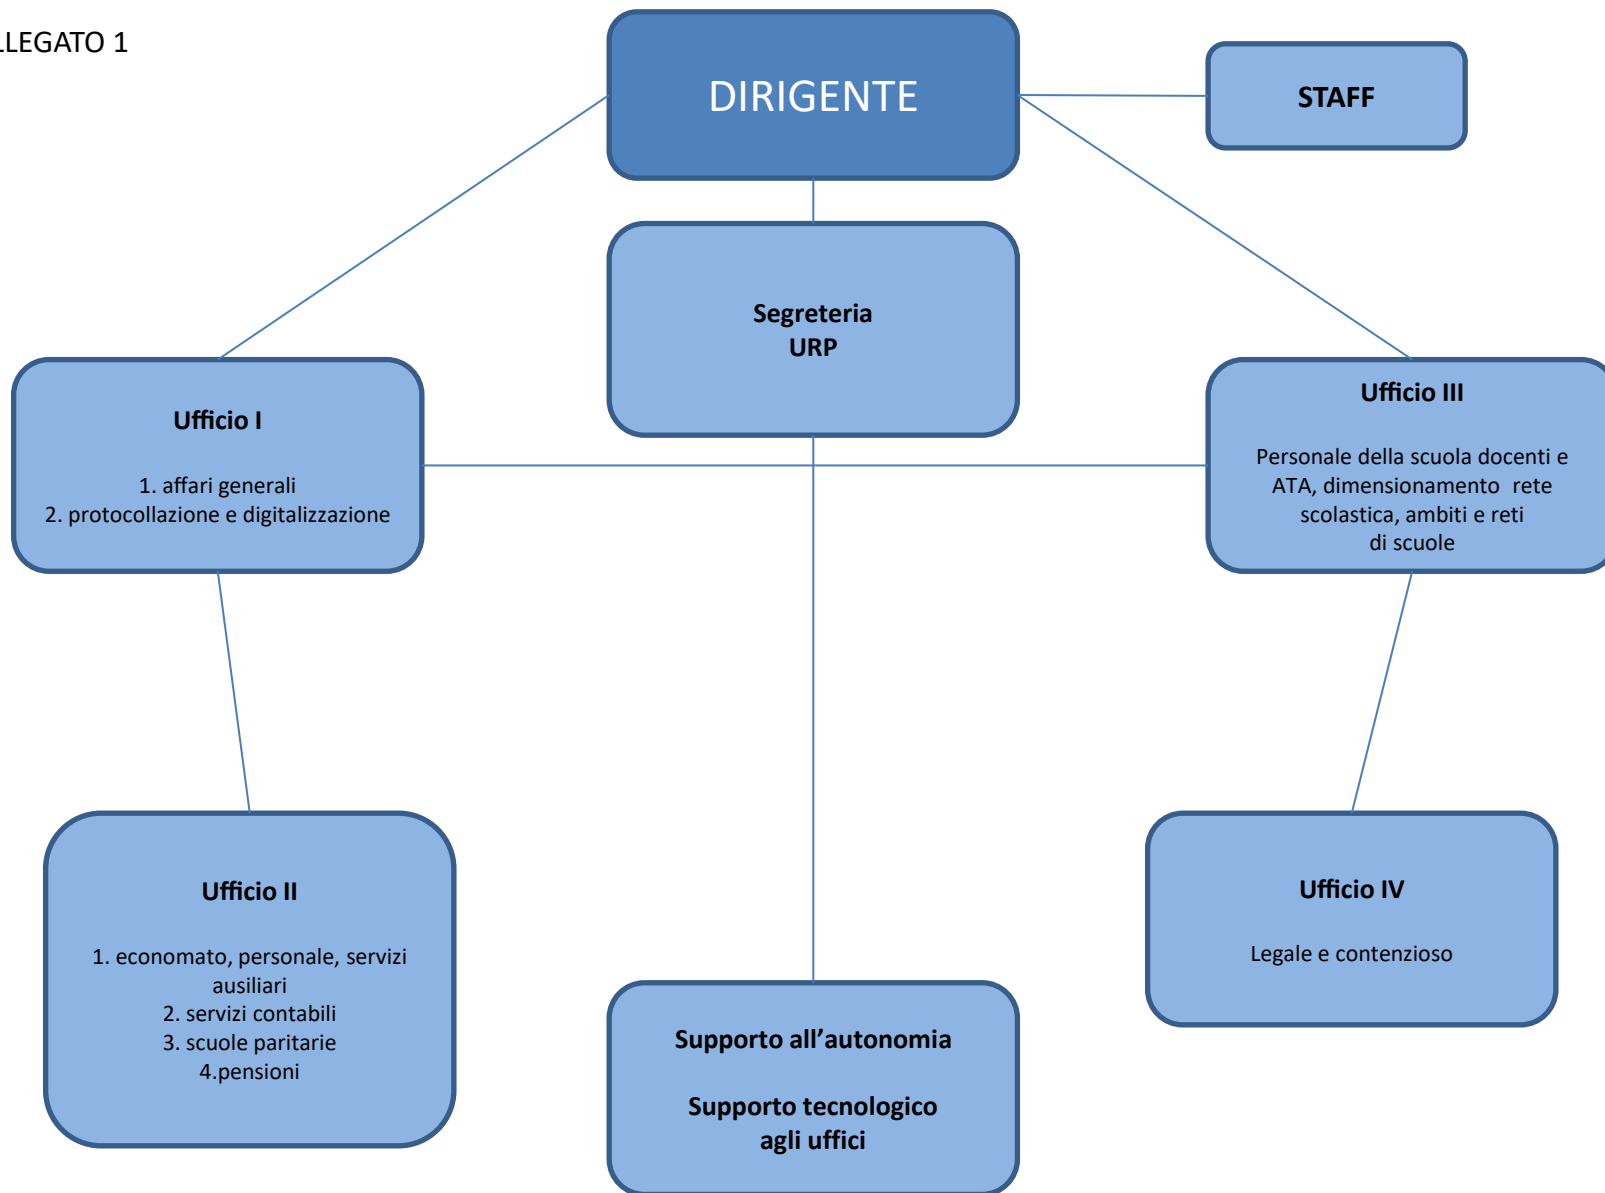 LLEGATO 1
DIRIGENTE
STAFF
Segreteria
URP
Ufficio I
1. affari generali
2. protocollazione e digitalizzazione
Ufficio III
Personale della scuola docenti e
ATA, dimensionamento  rete
scolastica, ambiti e reti
di scuole
Ufficio II
1. economato, personale, servizi
ausiliari
2. servizi contabili
3. scuole paritarie
4.pensioni
Ufficio IV
Legale e contenzioso
Supporto all’autonomia
Supporto tecnologico
agli uffici